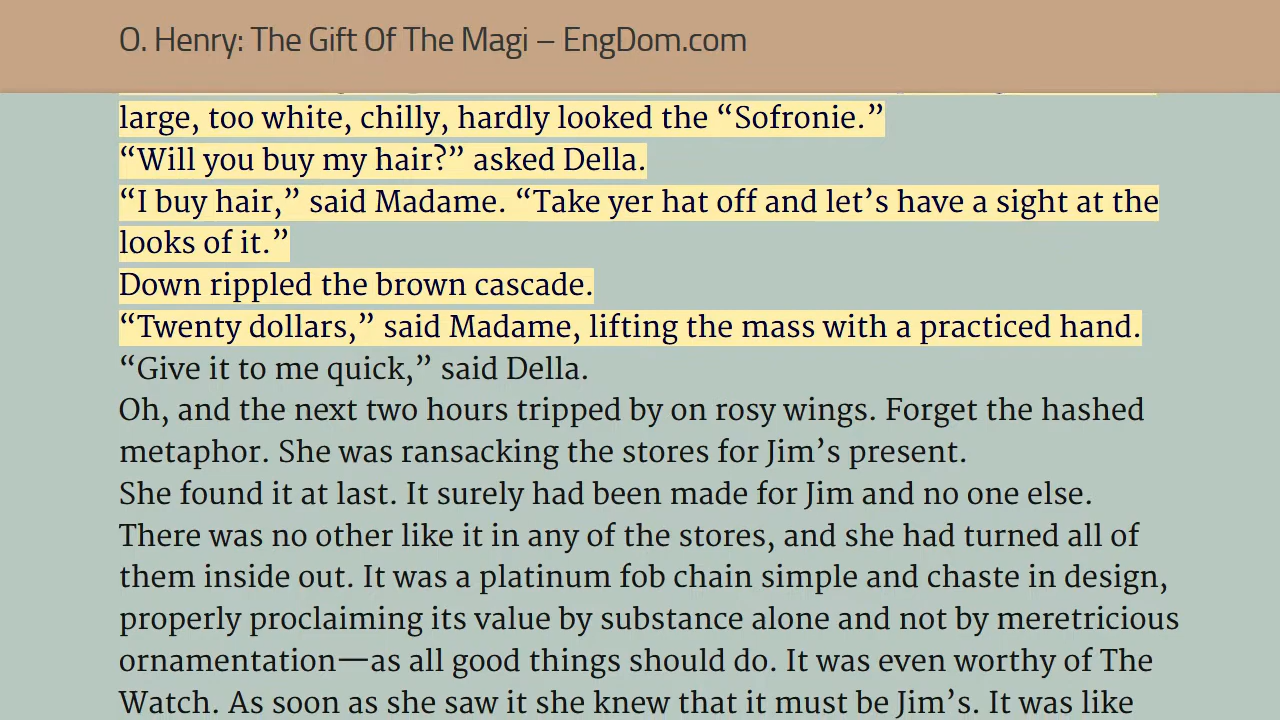 O. Henry: The Gift Of The Magi – EngDom.com
large, too white, chilly, hardly looked the “Sofronie.”
“Will you buy my hair?” asked Della.
“I buy hair,” said Madame. “Take yer hat off and let’s have a sight at the
looks of it.”
Down rippled the brown cascade.
“Twenty dollars,” said Madame, lifting the mass with a practiced hand.
“Give it to me quick,” said Della.
Oh, and the next two hours tripped by on rosy wings. Forget the hashed
metaphor. She was ransacking the stores for Jim’s present.
She found it at last. It surely had been made for Jim and no one else.
There was no other like it in any of the stores, and she had turned all of
them inside out. It was a platinum fob chain simple and chaste in design,
properly proclaiming its value by substance alone and not by meretricious
ornamentation—as all good things should do. It was even worthy of The
Watch. As soon as she saw it she knew that it must be Jim’s. It was like